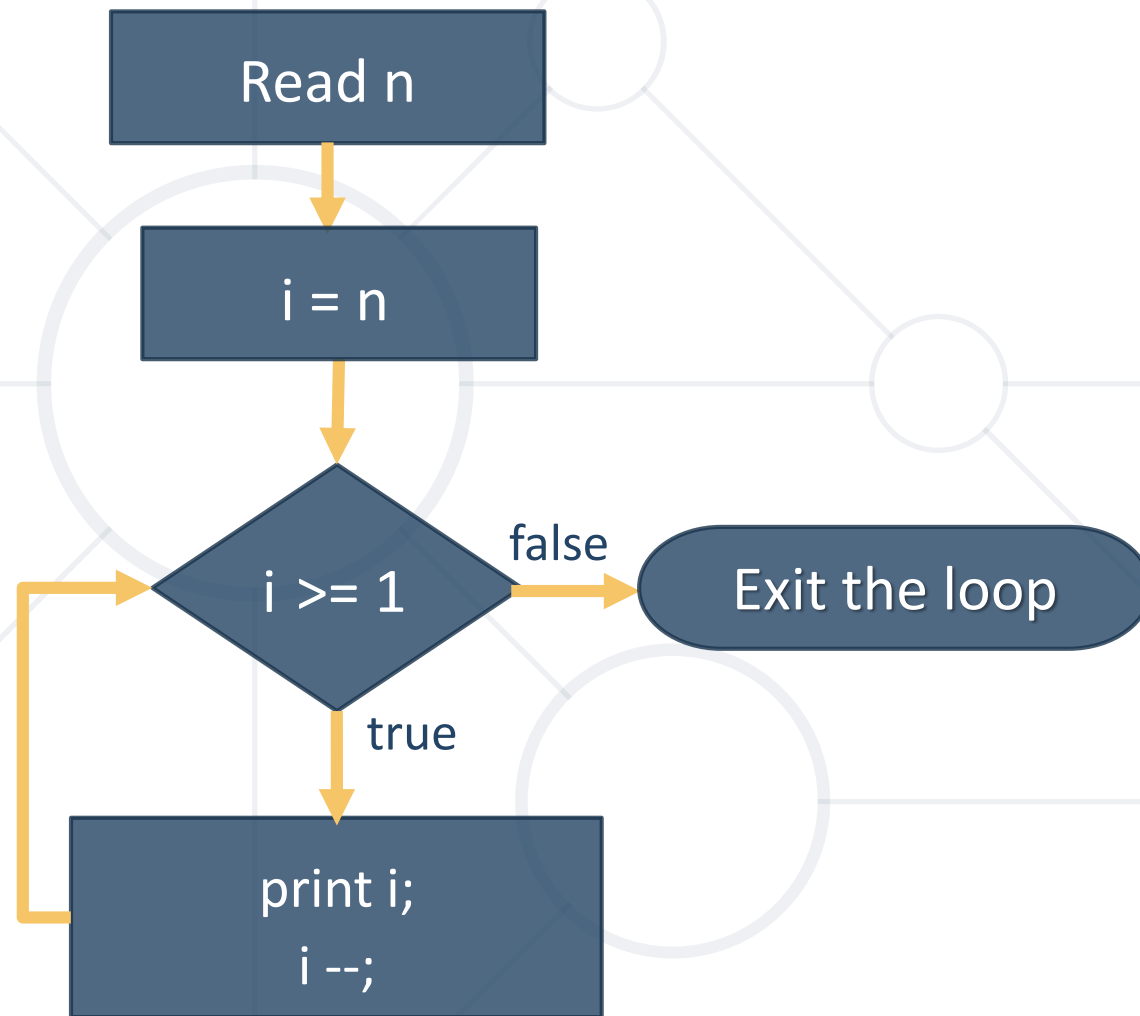 Read n
i = n
i >= 1
false
Exit the loop
true
print i;
i --;